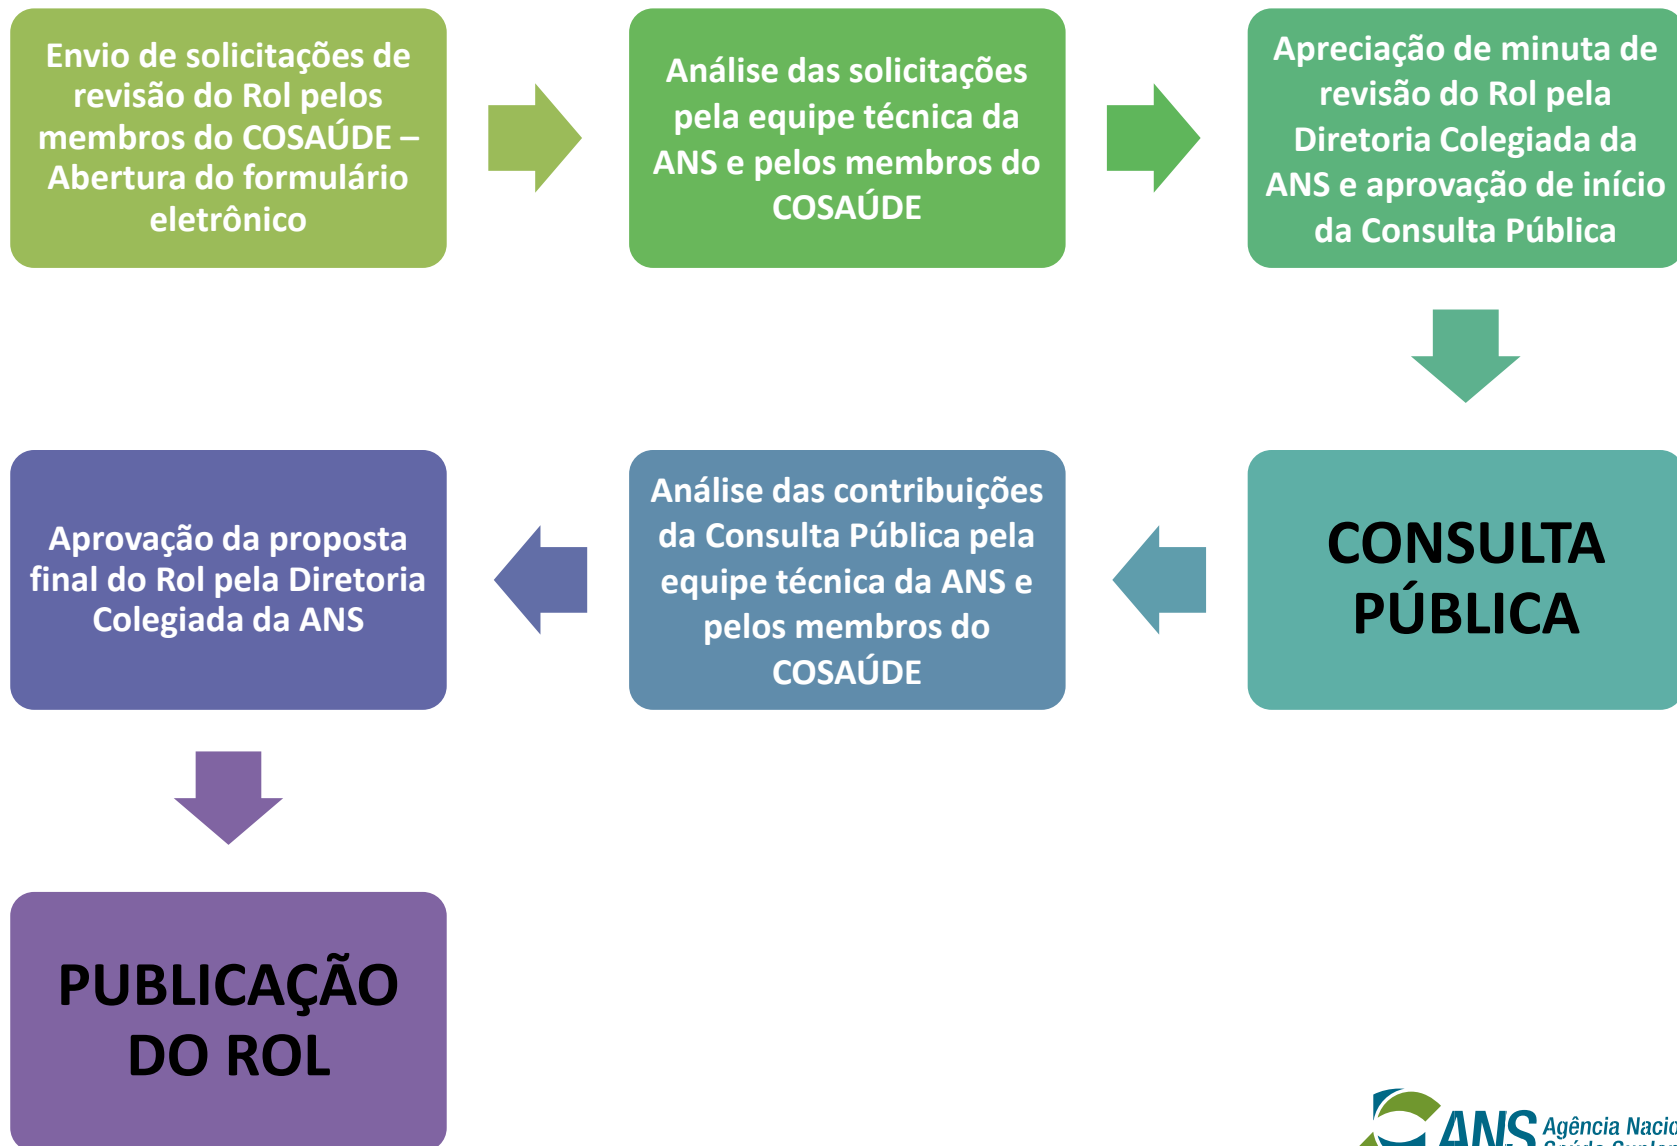 Envio de solicitações de
revisão do Rol pelos
membros do COSAÚDE –
Abertura do formulário
eletrônico
Análise das solicitações
pela equipe técnica da
ANS e pelos membros do
COSAÚDE
Apreciação de minuta de
revisão do Rol pela
Diretoria Colegiada da
ANS e aprovação de início
da Consulta Pública
CONSULTA
PÚBLICA
Análise das contribuições
da Consulta Pública pela
equipe técnica da ANS e
pelos membros do
COSAÚDE
Aprovação da proposta
final do Rol pela Diretoria
Colegiada da ANS
PUBLICAÇÃO
DO ROL
ANS
Agência Nacio